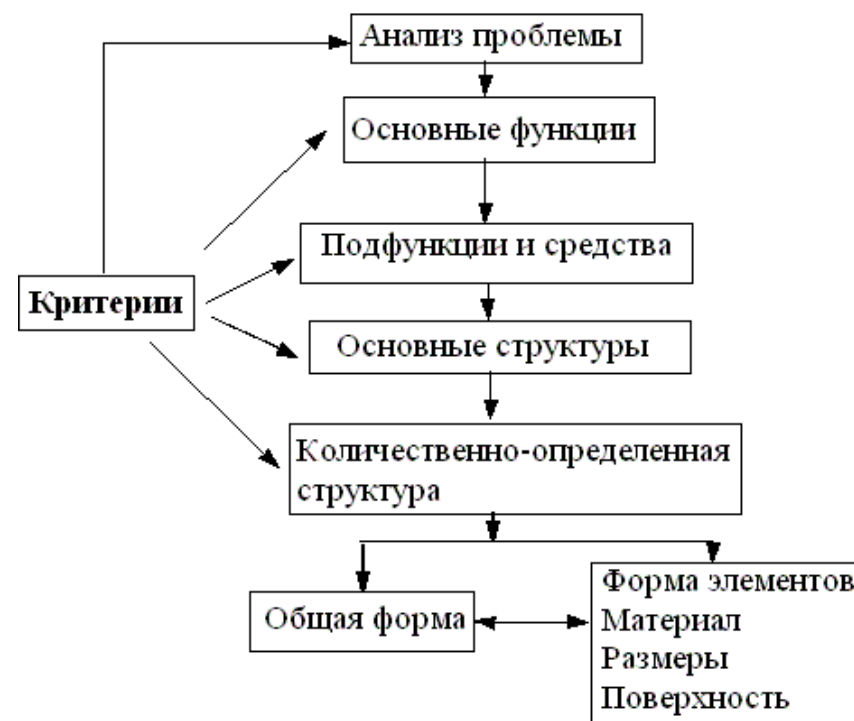 Анализ проблемы
Основные функции
Подфункции и средства
Критерии
Основные структуры
Количественно-определенная
структура
Общая форма
Форма элементов
Материал
Размеры
Поверхность